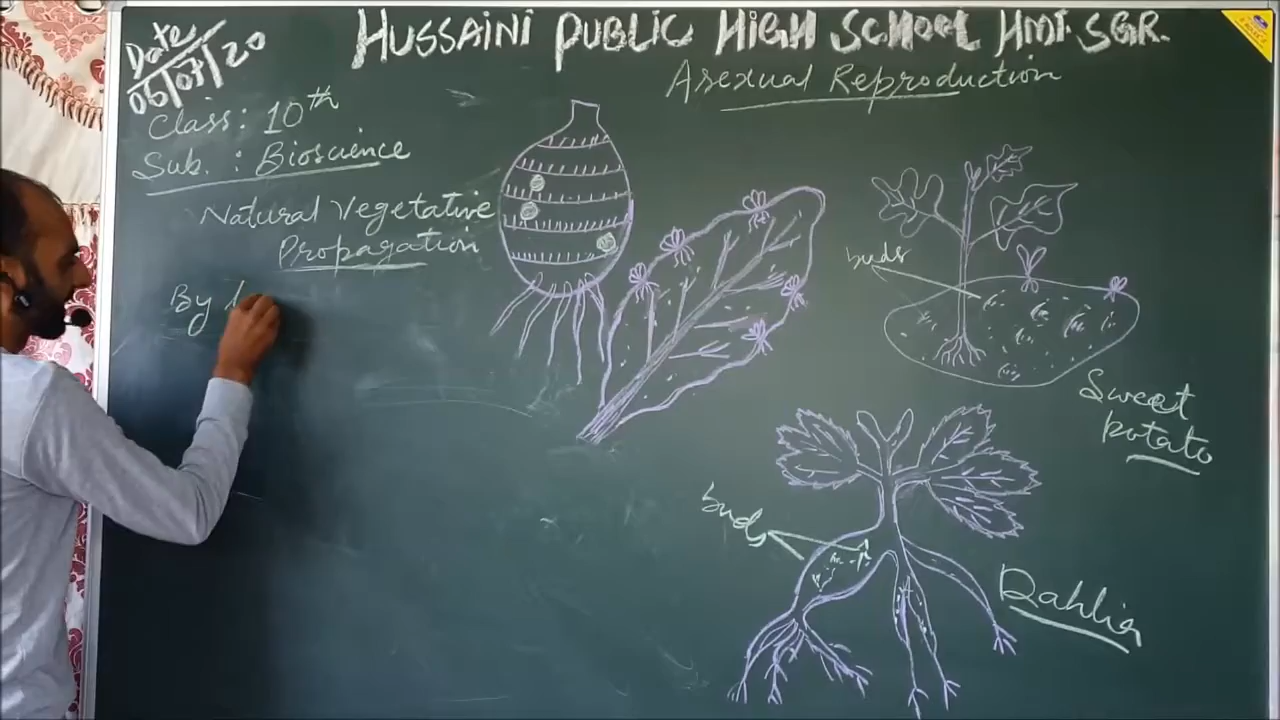 Date
06/07/20
HUSSAINI PUBLIC HIGH SCHOOL HMT. SGR.
Asexual Reproduction
Class: 10th
Sub. : Bioscience
Natural Vegetative
Propagation
By
buds
Sweet
potato
buds
Dahlia